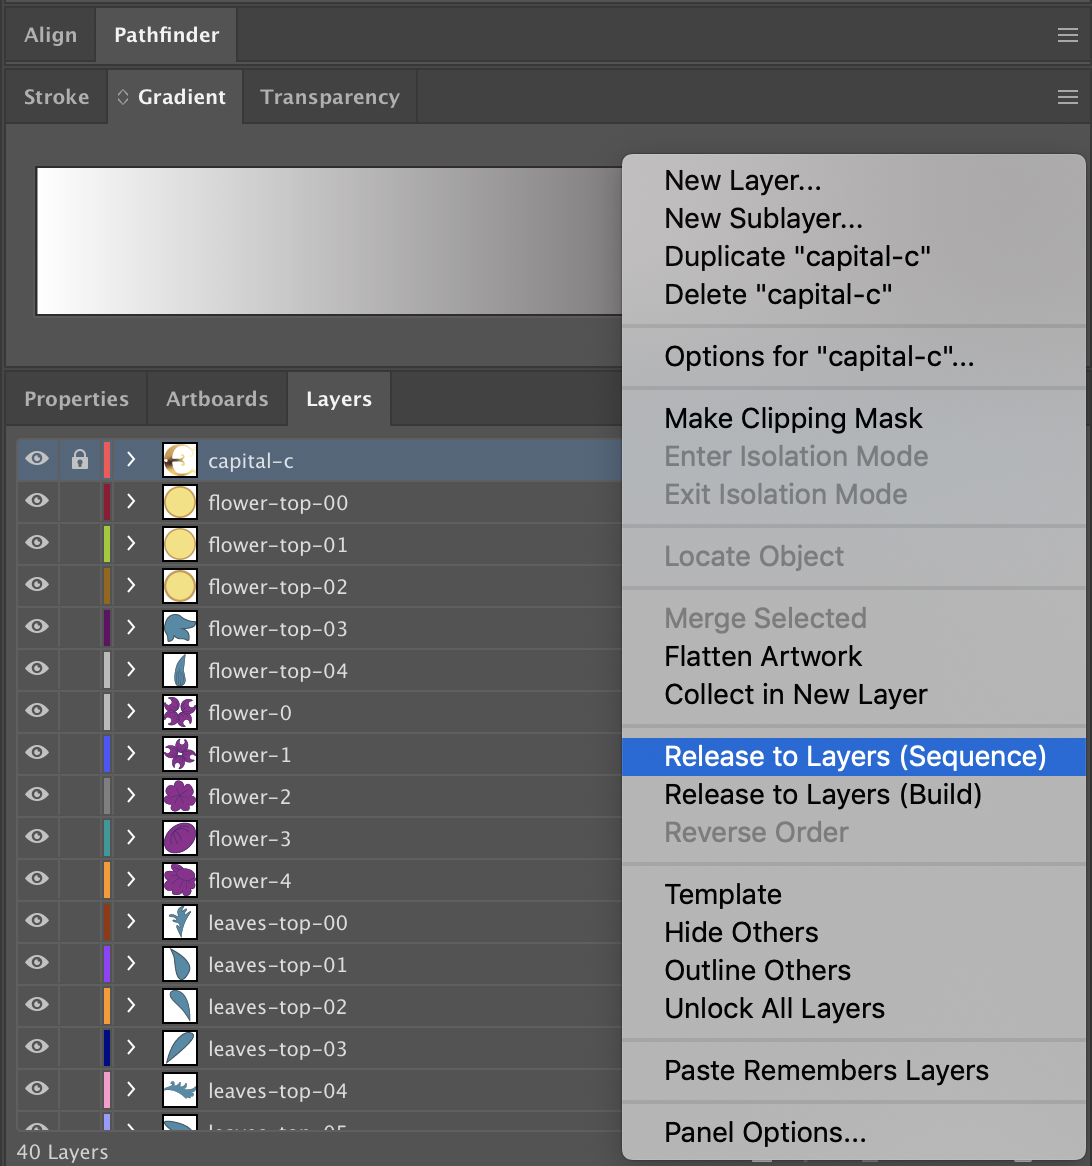 Align Pathfinder
Stroke Gradient Transparency
New Layer...
New Sublayer...
Duplicate "capital-c"
Delete "capital-c"
Options for "capital-c"...
Make Clipping Mask
Enter Isolation Mode
Exit Isolation Mode
Locate Object
Merge Selected
Flatten Artwork
Collect in New Layer
Release to Layers (Sequence)
Release to Layers (Build)
Reverse Order
Template
Hide Others
Outline Others
Unlock All Layers
Paste Remembers Layers
Panel Options...
Properties Artboards Layers
capital-c
flower-top-00
flower-top-01
flower-top-02
flower-top-03
flower-top-04
flower-0
flower-1
flower-2
flower-3
flower-4
leaves-top-00
leaves-top-01
leaves-top-02
leaves-top-03
leaves-top-04
leaves-top-05
40 Layers